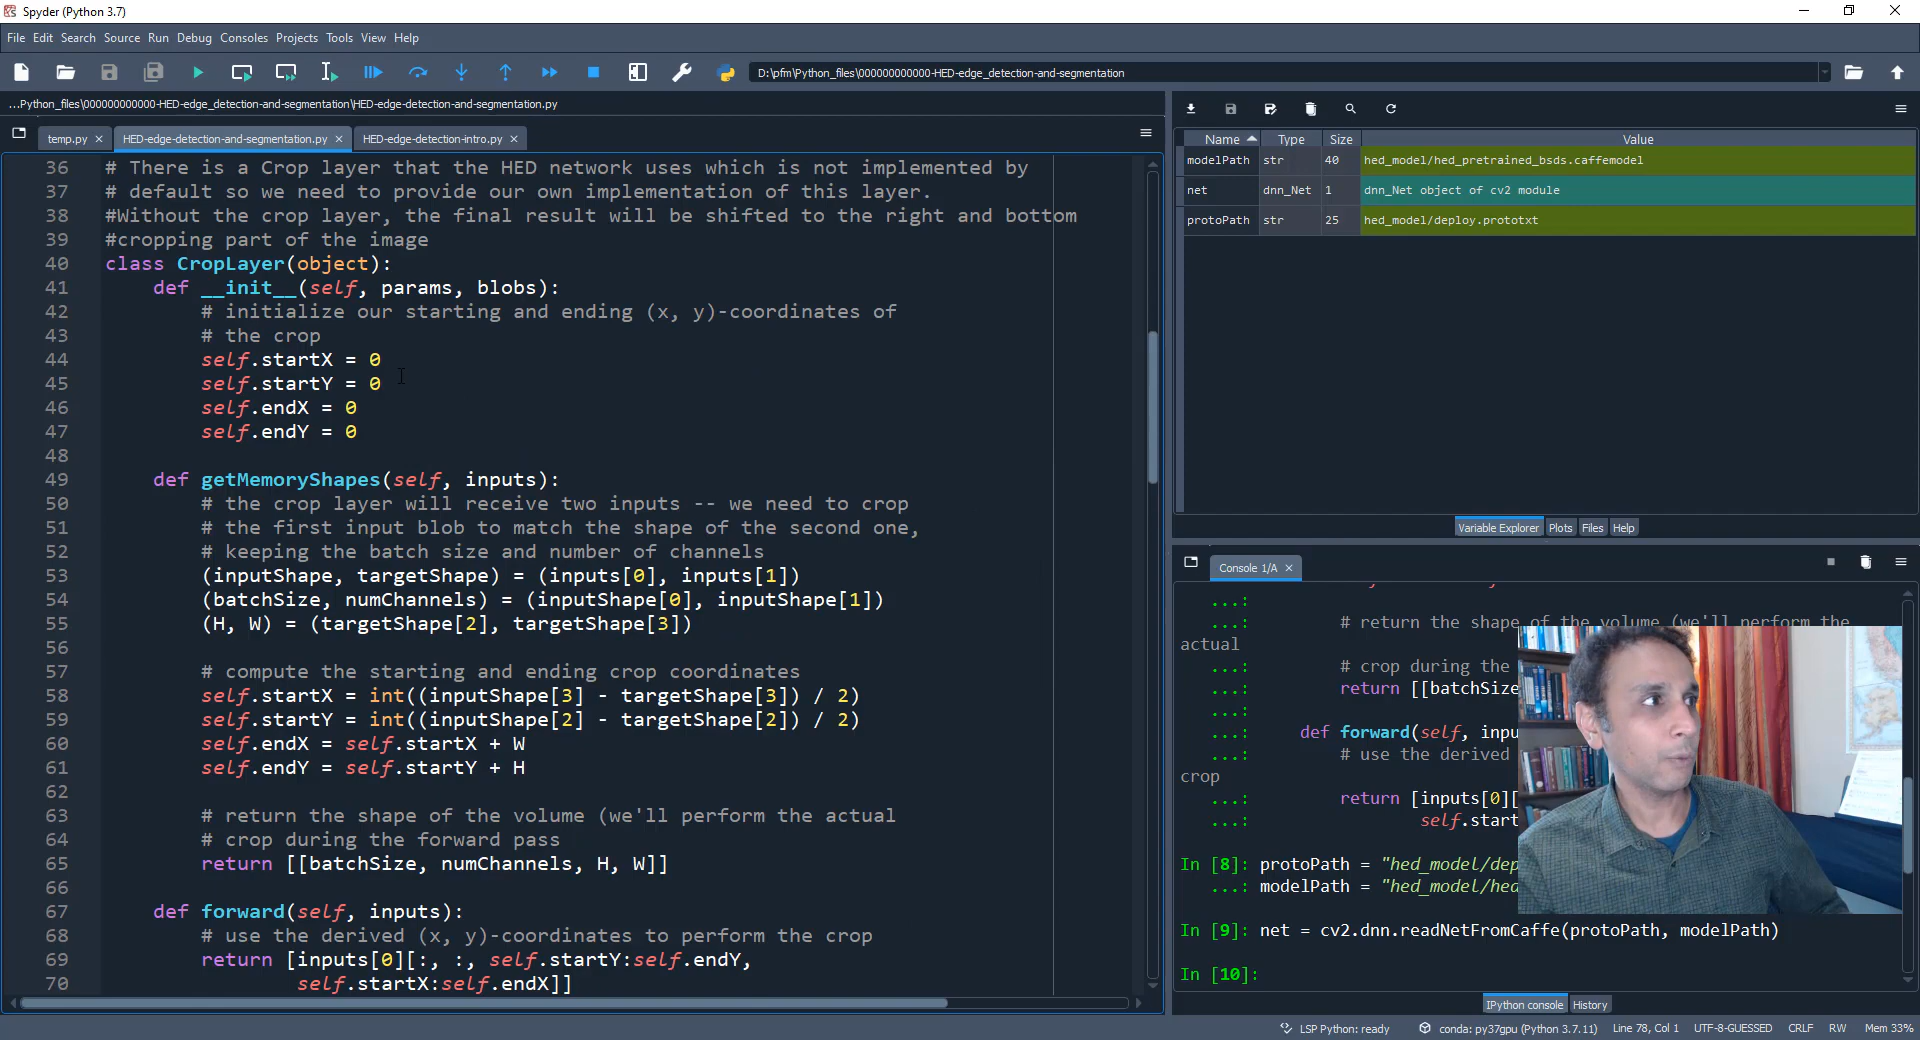 Spyder (Python 3.7)
File Edit Search Source Run Debug Consoles Projects Tools View Help
D:\pfm\Python_files\000000000000-HED-edge_detection-and-segmentation
...Python_files\000000000000-HED-edge_detection-and-segmentation\HED-edge-detection-and-segmentation.py
temp.py HED-edge-detection-and-segmentation.py HED-edge-detection-intro.py
36 # There is a Crop layer that the HED network uses which is not implemented by
37 # default so we need to provide our own implementation of this layer.
38 #Without the crop layer, the final result will be shifted to the right and bottom
39 #cropping part of the image
40 class CropLayer(object):
41 def __init__(self, params, blobs):
42 # initialize our starting and ending (x, y)-coordinates of
43 # the crop
44 self.startX = 0
45 self.startY = 0
46 self.endX = 0
47 self.endY = 0
48
49 def getMemoryShapes(self, inputs):
50 # the crop layer will receive two inputs -- we need to crop
51 # the first input blob to match the shape of the second one,
52 # keeping the batch size and number of channels
53 (inputShape, targetShape) = (inputs[0], inputs[1])
54 (batchSize, numChannels) = (inputShape[0], inputShape[1])
55 (H, W) = (targetShape[2], targetShape[3])
56
57 # compute the starting and ending crop coordinates
58 self.startX = int((inputShape[3] - targetShape[3]) / 2)
59 self.startY = int((inputShape[2] - targetShape[2]) / 2)
60 self.endX = self.startX + W
61 self.endY = self.startY + H
62
63 # return the shape of the volume (we'll perform the actual
64 # crop during the forward pass
65 return [[batchSize, numChannels, H, W]]
66
67 def forward(self, inputs):
68 # use the derived (x, y)-coordinates to perform the crop
69 return [inputs[0][:, :, self.startY:self.endY,
70 self.startX:self.endX]]
Name Type Size Value
modelPath str 40 hed_model/hed_pretrained_bsds.caffemodel
net dnn_Net 1 dnn_Net object of cv2 module
protoPath str 25 hed_model/deploy.prototxt
Variable Explorer Plots Files Help
Console 1/A
...:
...: # return the shape of the volume (we'll perform the
actual
...: # crop during the
...: return [[batchSize
...:
...: def forward(self, inpu
...: # use the derived
crop
...: return [inputs[0][
...: self.start
In [8]: protoPath = "hed_model/dep
...: modelPath = "hed_model/hed
In [9]: net = cv2.dnn.readNetFromCaffe(protoPath, modelPath)
In [10]:
IPython console History
LSP Python: ready conda: py37gpu (Python 3.7.11) Line 78, Col 1 UTF-8-GUESSED CRLF RW Mem 33%